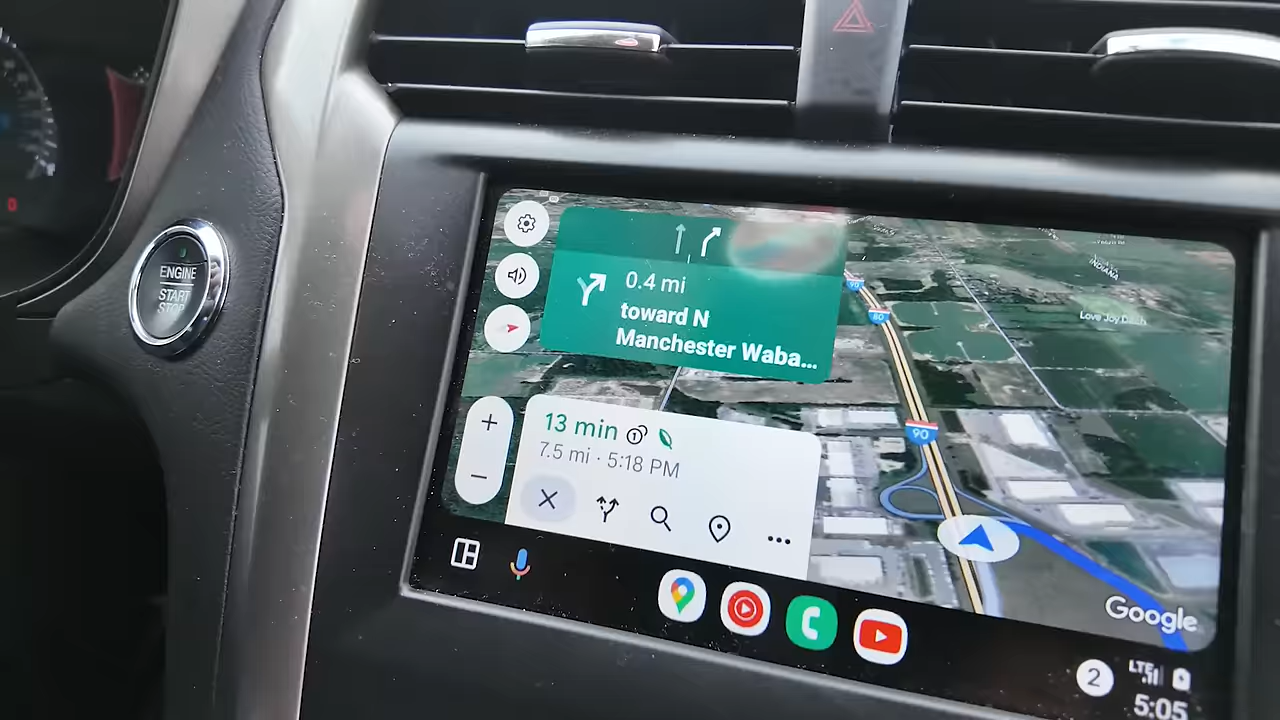 ENGINE
START
STOP
0
0.4 mi
toward N
Manchester Waba...
13 min
7.5 mi · 5:18 PM
90
80
90
INDIANA
Love Joy Ditch
Google
2
LTE
5:05